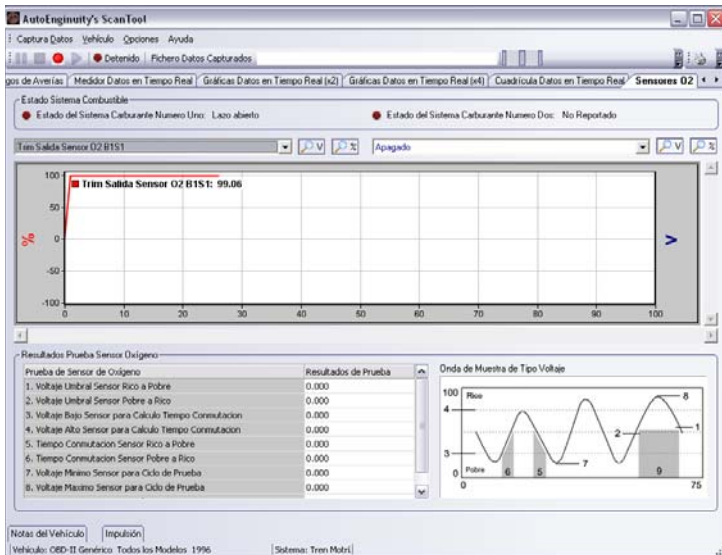 AutoEnginuity's ScanTool
Captura Datos Vehículo Opciones Ayuda
Detenido Fichero Datos Capturados
gos de Averías Medidor Datos en Tiempo Real Gráficas Datos en Tiempo Real (x2) Gráficas Datos en Tiempo Real (x4) Cuadrícula Datos en Tiempo Real Sensores O2
Estado Sistema Combustible
Estado del Sistema Carburante Numero Uno: Lazo abierto Estado del Sistema Carburante Numero Dos: No Reportado
Trim Salida Sensor O2 B1S1 V % Apagado V %
100 Trim Salida Sensor O2 B1S1: 99.06
50
% 0 V
-50
-100
0 10 20 30 40 50 60 70 80 90 100
Resultados Prueba Sensor Oxígeno
Prueba de Sensor de Oxígeno Resultados de Prueba
1. Voltaje Umbral Sensor Rico a Pobre 0.000
2. Voltaje Umbral Sensor Pobre a Rico 0.000
3. Voltaje Bajo Sensor para Calculo Tiempo Conmutacion 0.000
4. Voltaje Alto Sensor para Calculo Tiempo Conmutacion 0.000
5. Tiempo Conmutacion Sensor Rico a Pobre 0.000
6. Tiempo Conmutacion Sensor Pobre a Rico 0.000
7. Voltaje Minimo Sensor para Ciclo de Prueba 0.000
8. Voltaje Maximo Sensor para Ciclo de Prueba 0.000
Onda de Muestra de Tipo Voltaje
100 Rico 8
4
2 1
3
0 Pobre 6 5 7 9
0 75
Notas del Vehículo Impulsión
Vehículo: OBD-II Genérico Todos los Modelos 1996 Sistema: Tren Motri